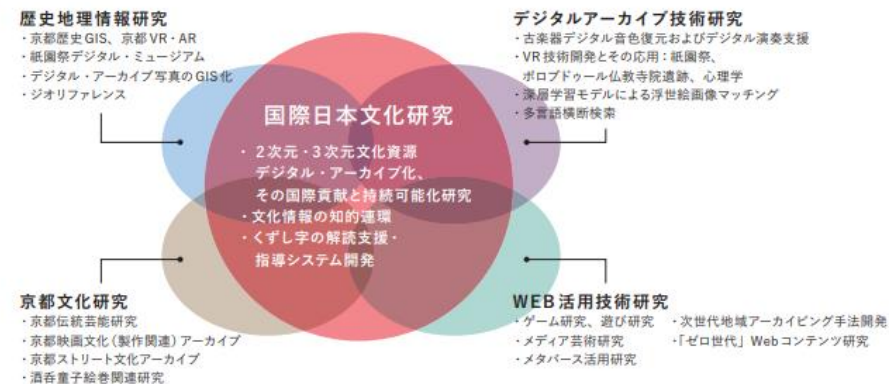 歴史地理情報研究
・京都歴史GIS、京都VR・AR
・祇園祭デジタル・ミュージアム
・デジタル・アーカイブ写真のGIS化
・ジオリファレンス
デジタルアーカイブ技術研究
・古楽器デジタル音色復元およびデジタル演奏支援
・VR技術開発とその応用：祇園祭、
ボロブドゥール仏教寺院遺跡、心理学
・深層学習モデルによる浮世絵画像マッチング
・多言語横断検索
国際日本文化研究
・2次元・3次元文化資源
デジタル・アーカイブ化、
その国際貢献と持続可能化研究
・文化情報の知的連環
・くずし字の解読支援・
指導システム開発
京都文化研究
・京都伝統芸能研究
・京都映画文化（製作関連）アーカイブ
・京都ストリート文化アーカイブ
・酒呑童子絵巻関連研究
WEB活用技術研究
・ゲーム研究、遊び研究
・メディア芸術研究
・メタバース活用研究
・次世代地域アーカイビング手法開発
・「ゼロ世代」Webコンテンツ研究